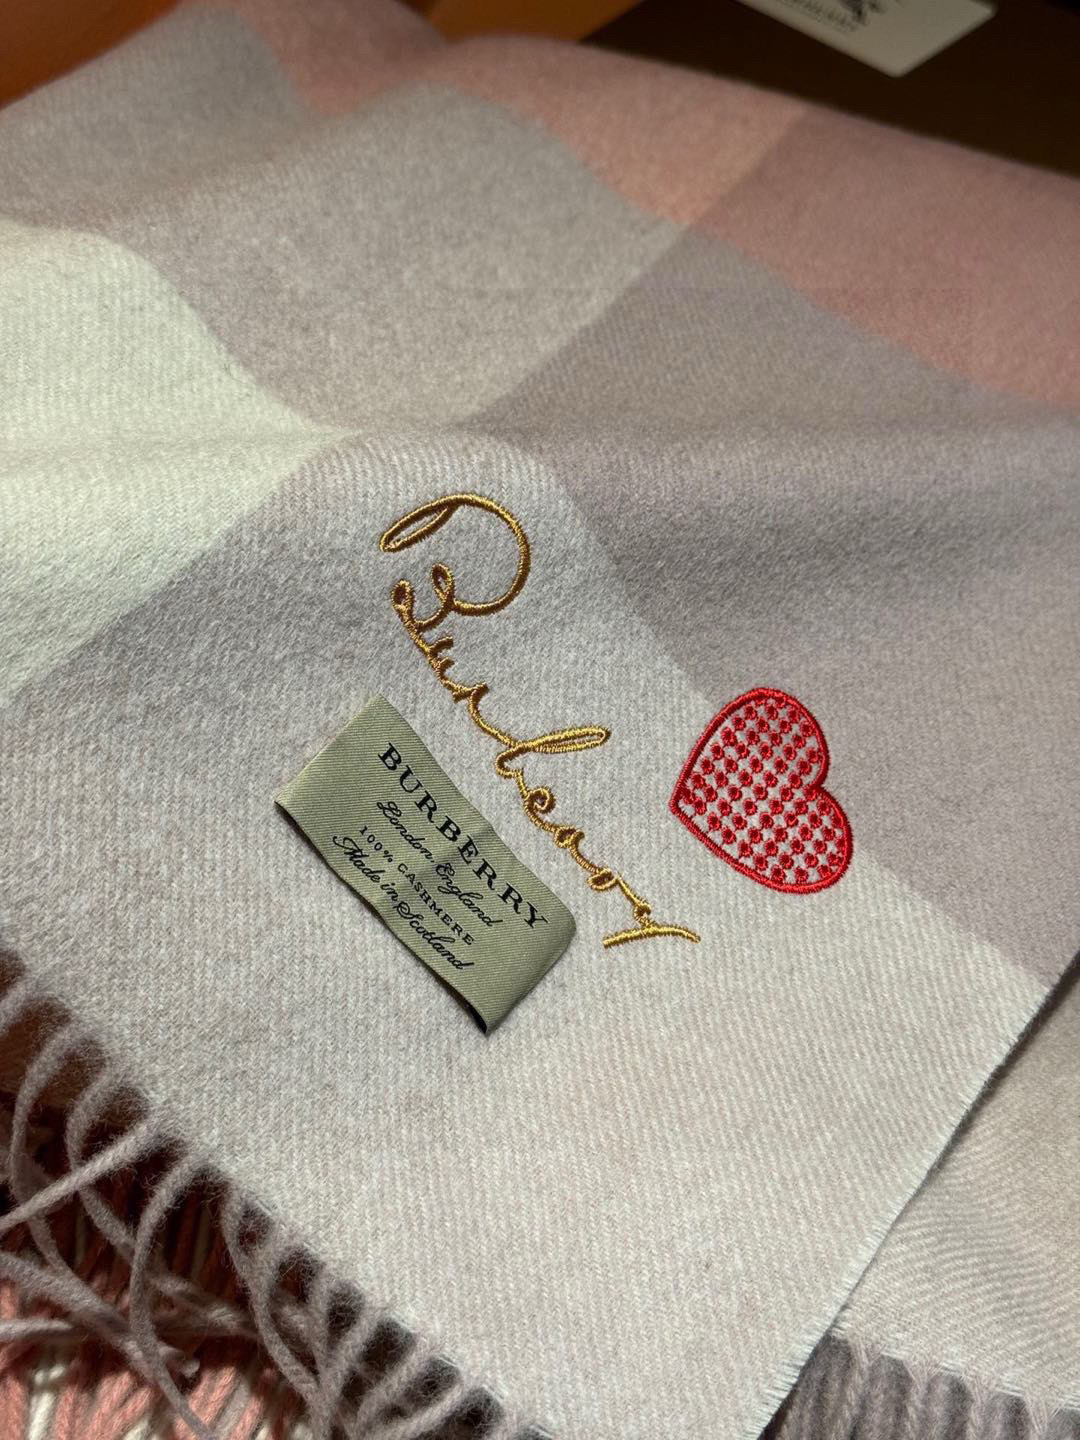 Burberry
BURBERRY
London, England
100% CASHMERE
Made in Scotland